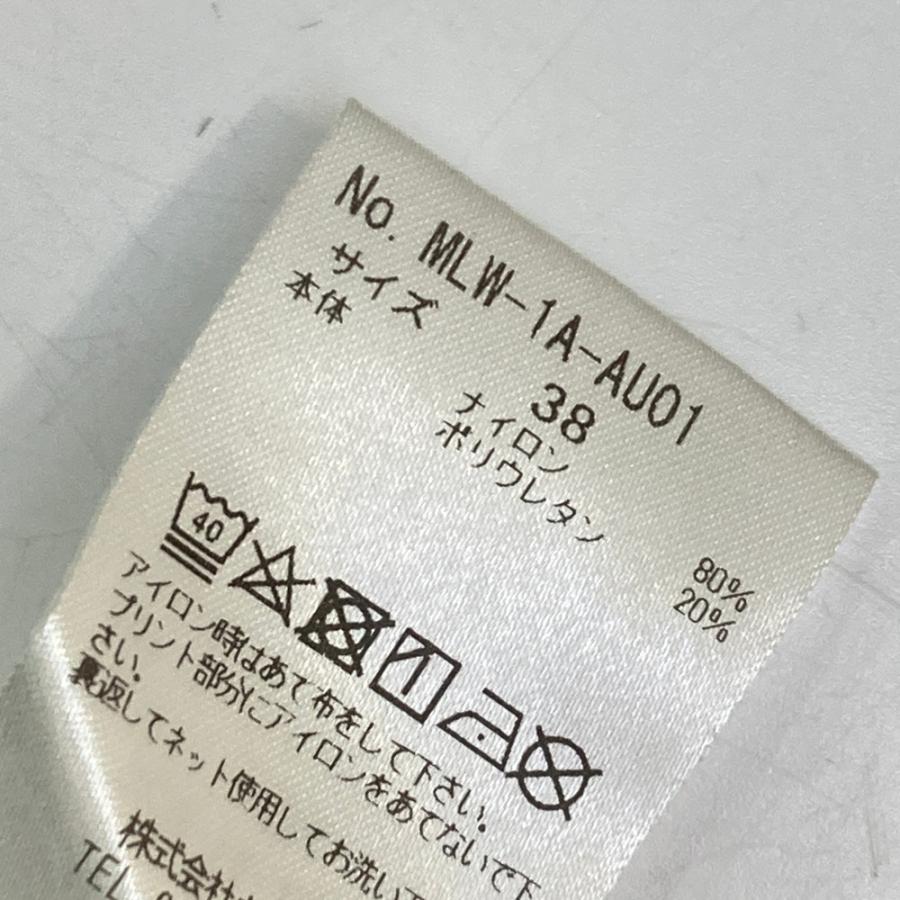 No. MLW-1A-AU01
サイズ 38
本体 ナイロン 80%
ポリウレタン 20%
40
アイロン時はあて布をして下さい。
プリント部分にアイロンをあてないで下
さい。
裏返してネット使用してお洗い下
株式会社
TEL